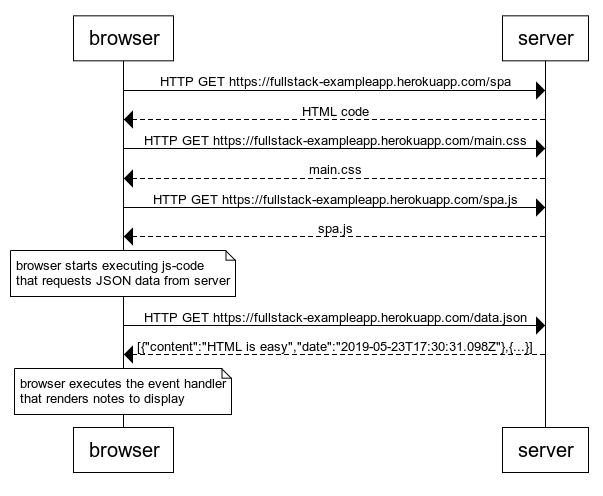 browser server
HTTP GET https://fullstack-exampleapp.herokuapp.com/spa
HTML code
HTTP GET https://fullstack-exampleapp.herokuapp.com/main.css
main.css
HTTP GET https://fullstack-exampleapp.herokuapp.com/spa.js
spa.js
browser starts executing js-code
that requests JSON data from server
HTTP GET https://fullstack-exampleapp.herokuapp.com/data.json
[{"content":"HTML is easy","date":"2019-05-23T17:30:31.098Z"},{...}]
browser executes the event handler
that renders notes to display
browser server